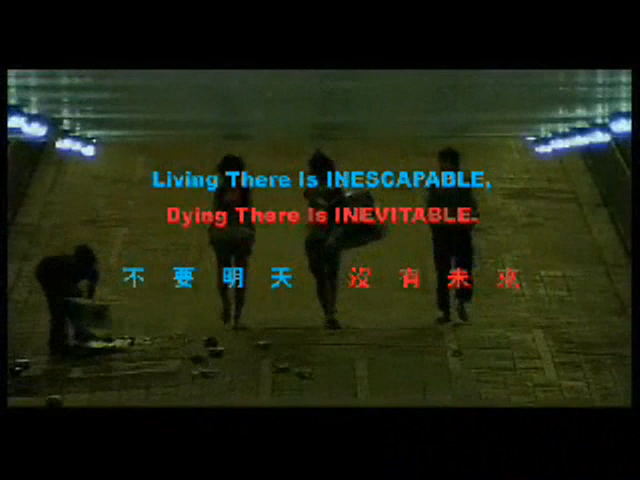 Living There Is INESCAPABLE,
Dying There Is INEVITABLE.
不要明天 沒有未來